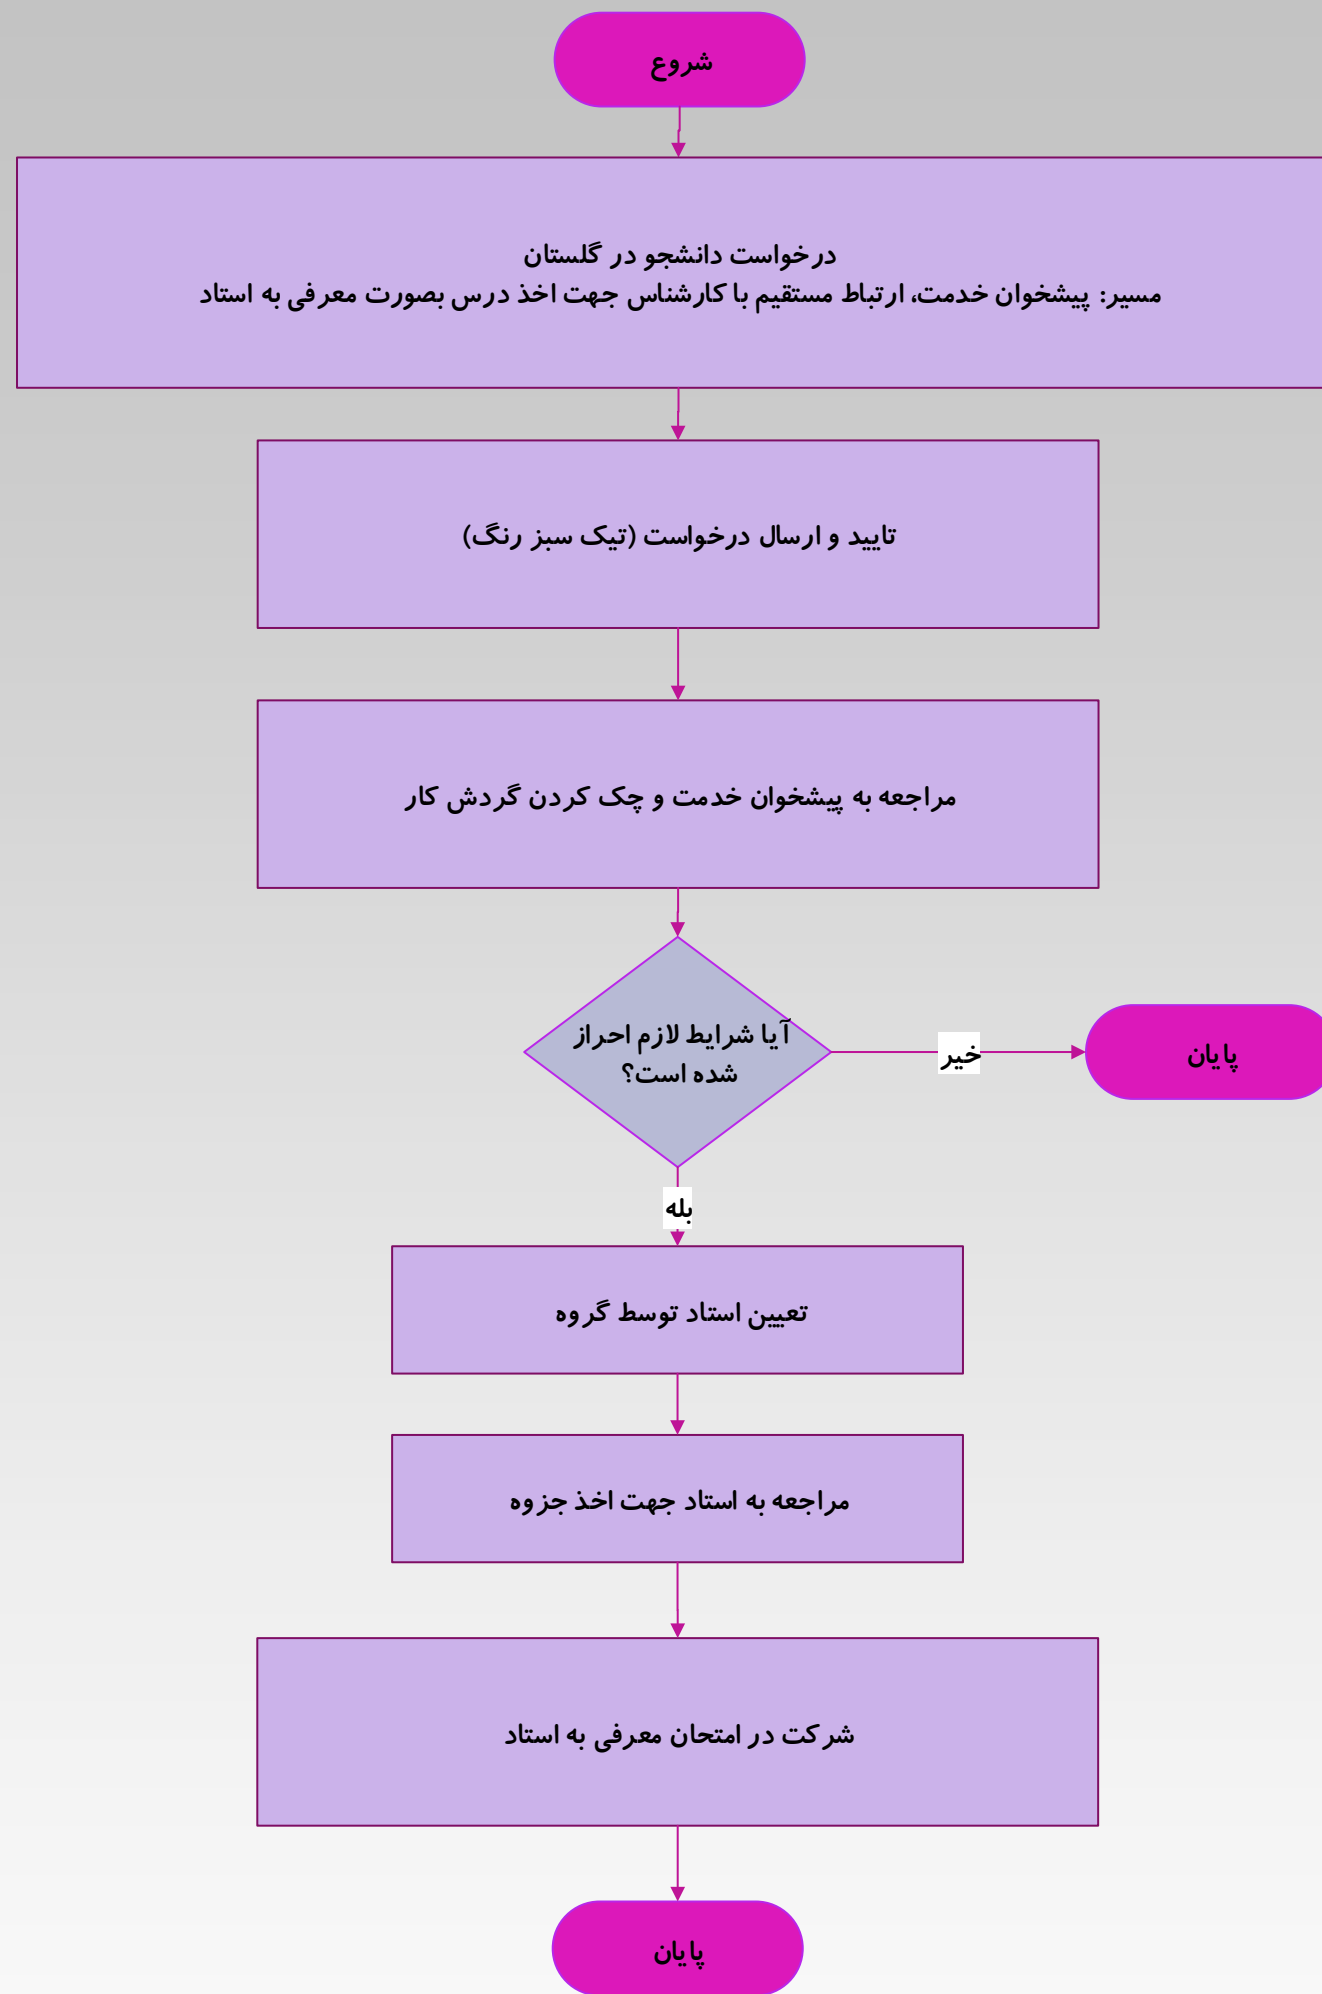 شروع
درخواست دانشجو در گلستان
مسیر: پیشخوان خدمت، ارتباط مستقیم با کارشناس جهت اخذ درس بصورت معرفی به استاد
تایید و ارسال درخواست (تیک سبز رنگ)
مراجعه به پیشخوان خدمت و چک کردن گردش کار
آیا شرایط لازم احراز
شده است؟
خیر
پایان
بله
تعیین استاد توسط گروه
مراجعه به استاد جهت اخذ جزوه
شرکت در امتحان معرفی به استاد
پایان